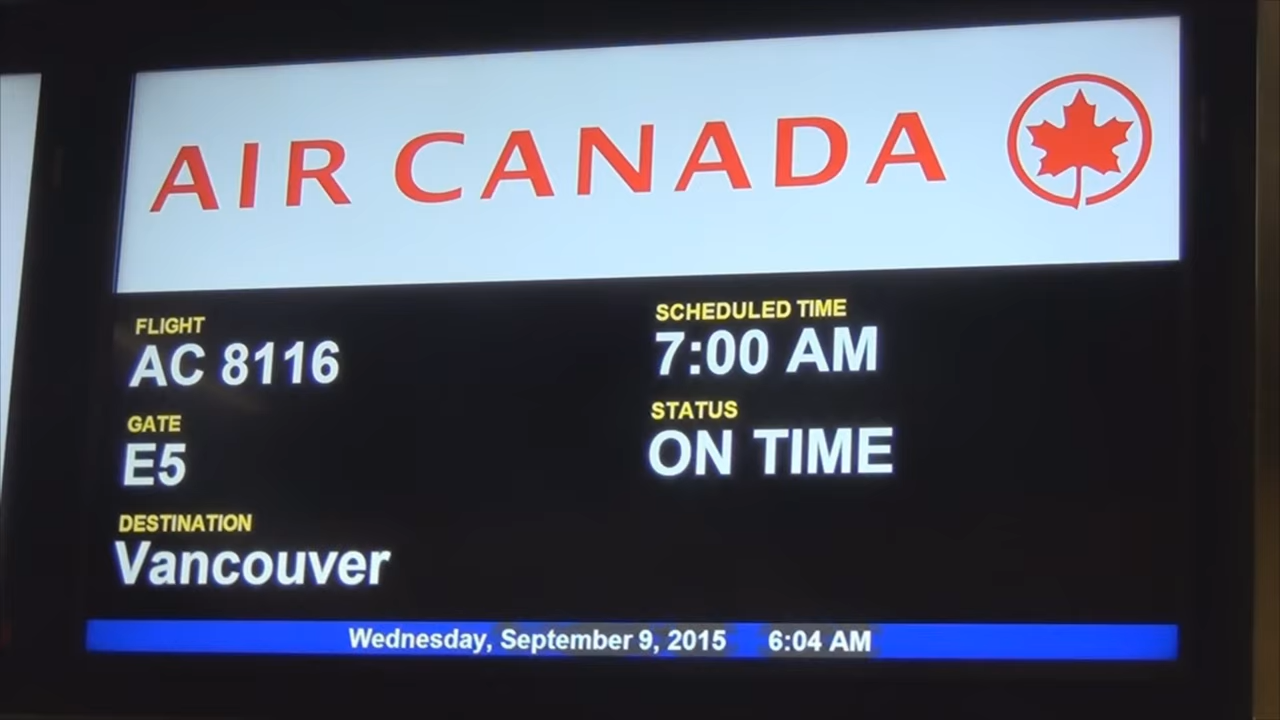 AIR CANADA
FLIGHT
AC 8116
GATE
E5
DESTINATION
Vancouver
SCHEDULED TIME
7:00 AM
STATUS
ON TIME
Wednesday, September 9, 2015 6:04 AM